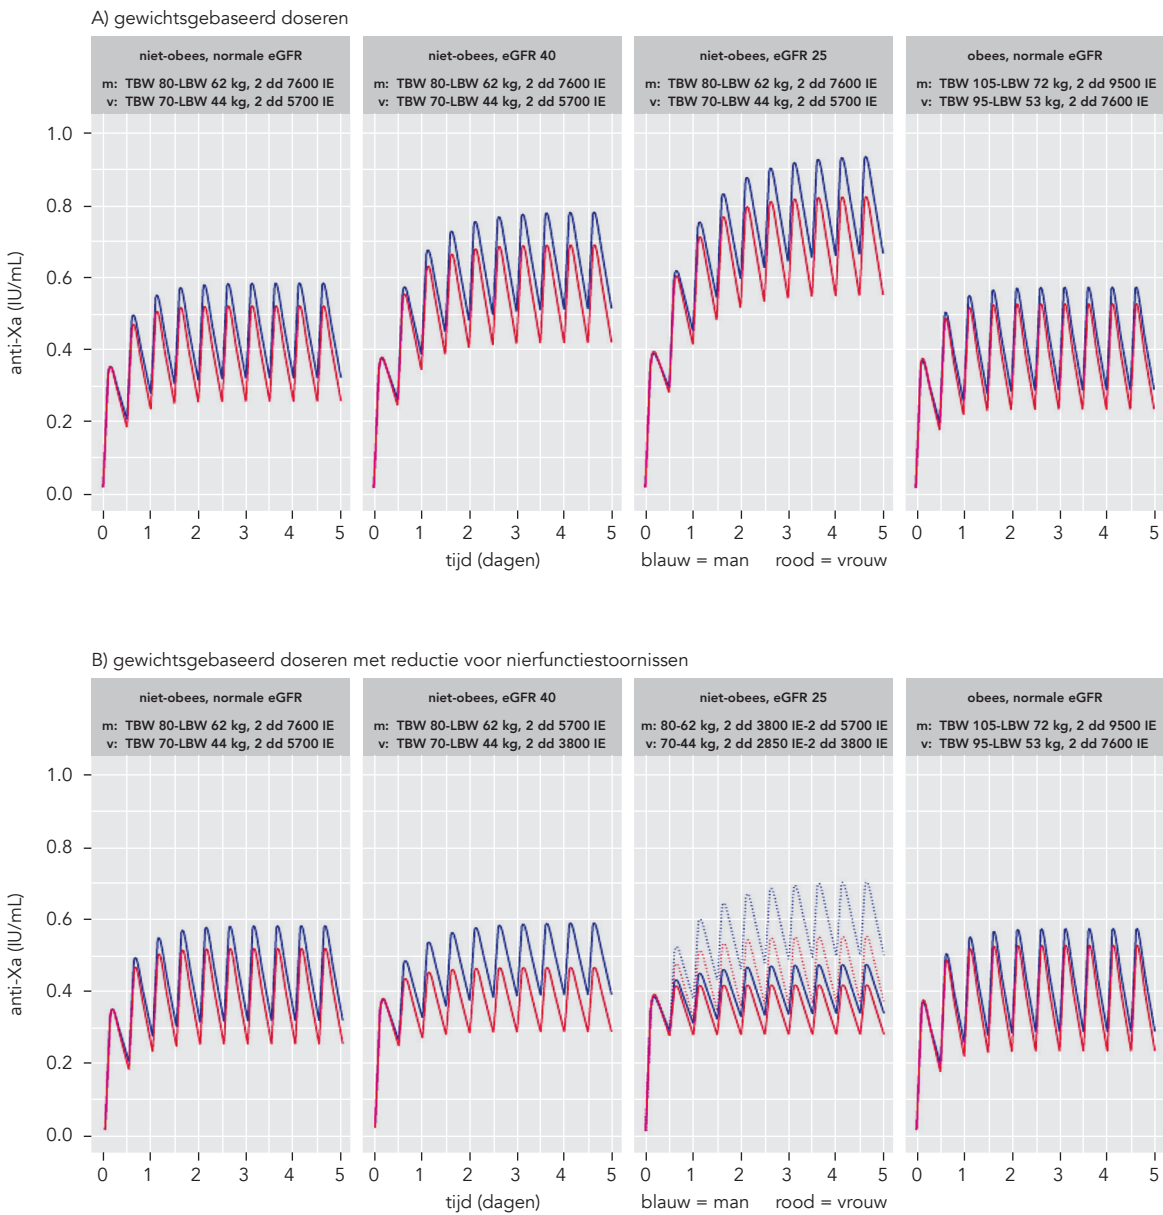 A) gewichtsgebaseerd doseren
niet-obees, normale eGFR
m: TBW 80-LBW 62 kg, 2 dd 7600 IE
v: TBW 70-LBW 44 kg, 2 dd 5700 IE
niet-obees, eGFR 40
m: TBW 80-LBW 62 kg, 2 dd 7600 IE
v: TBW 70-LBW 44 kg, 2 dd 5700 IE
niet-obees, eGFR 25
m: TBW 80-LBW 62 kg, 2 dd 7600 IE
v: TBW 70-LBW 44 kg, 2 dd 5700 IE
obees, normale eGFR
m: TBW 105-LBW 72 kg, 2 dd 9500 IE
v: TBW 95-LBW 53 kg, 2 dd 7600 IE
1.0
0.8
0.6
0.4
0.2
0.0
anti-Xa (IU/mL)
0 1 2 3 4 5
0 1 2 3 4 5
0 1 2 3 4 5
0 1 2 3 4 5
tijd (dagen)
blauw = man rood = vrouw
B) gewichtsgebaseerd doseren met reductie voor nierfunctiestoornissen
niet-obees, normale eGFR
m: TBW 80-LBW 62 kg, 2 dd 7600 IE
v: TBW 70-LBW 44 kg, 2 dd 5700 IE
niet-obees, eGFR 40
m: TBW 80-LBW 62 kg, 2 dd 5700 IE
v: TBW 70-LBW 44 kg, 2 dd 3800 IE
niet-obees, eGFR 25
m: 80-62 kg, 2 dd 3800 IE-2 dd 5700 IE
v: 70-44 kg, 2 dd 2850 IE-2 dd 3800 IE
obees, normale eGFR
m: TBW 105-LBW 72 kg, 2 dd 9500 IE
v: TBW 95-LBW 53 kg, 2 dd 7600 IE
1.0
0.8
0.6
0.4
0.2
0.0
anti-Xa (IU/mL)
0 1 2 3 4 5
0 1 2 3 4 5
0 1 2 3 4 5
0 1 2 3 4 5
tijd (dagen)
blauw = man rood = vrouw